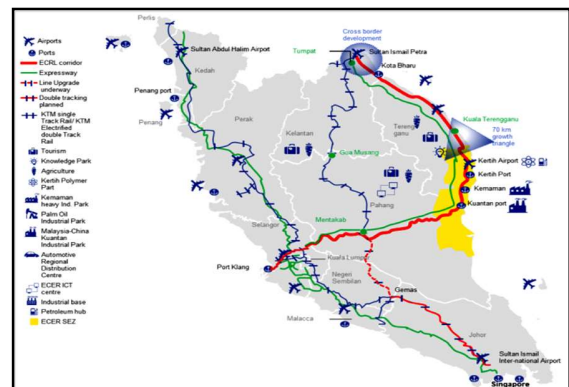 Airports
Ports
ECRL corridor
Expressway
Line Upgrade
underway
Double tracking
planned
KTM single
Track Rail/ KTM
Electrified
double Track
Rail
Tourism
Knowledge Park
Agriculture
Kertih Polymer
Part
Kemaman
heavy Ind. Park
Palm Oil
Industrial Park
Malaysia-China
Kuantan
Industrial Park
Automotive
Regional
Distribution
Centre
ECER ICT
centre
Industrial base
Petroleum hub
ECER SEZ
Perlis
Sultan Abdul Halim Airport
Kedah
Penang port
Penang
Perak
Cross border
development
Tumpat
Sultan Ismail Petra
Kota Bharu
Kelantan
Tereng
ganu
Kuala Terengganu
70 km
growth
triangle
Gua Musang
Kertih Airport
Kertih Port
Kemaman
Kuantan port
Pahang
Mentakab
Selangor
Kuala Lumpur
Port Klang
Negeri
Sembilan
Gemas
Malacca
Johor
Sultan Ismail
Inter-national Airport
Singapore